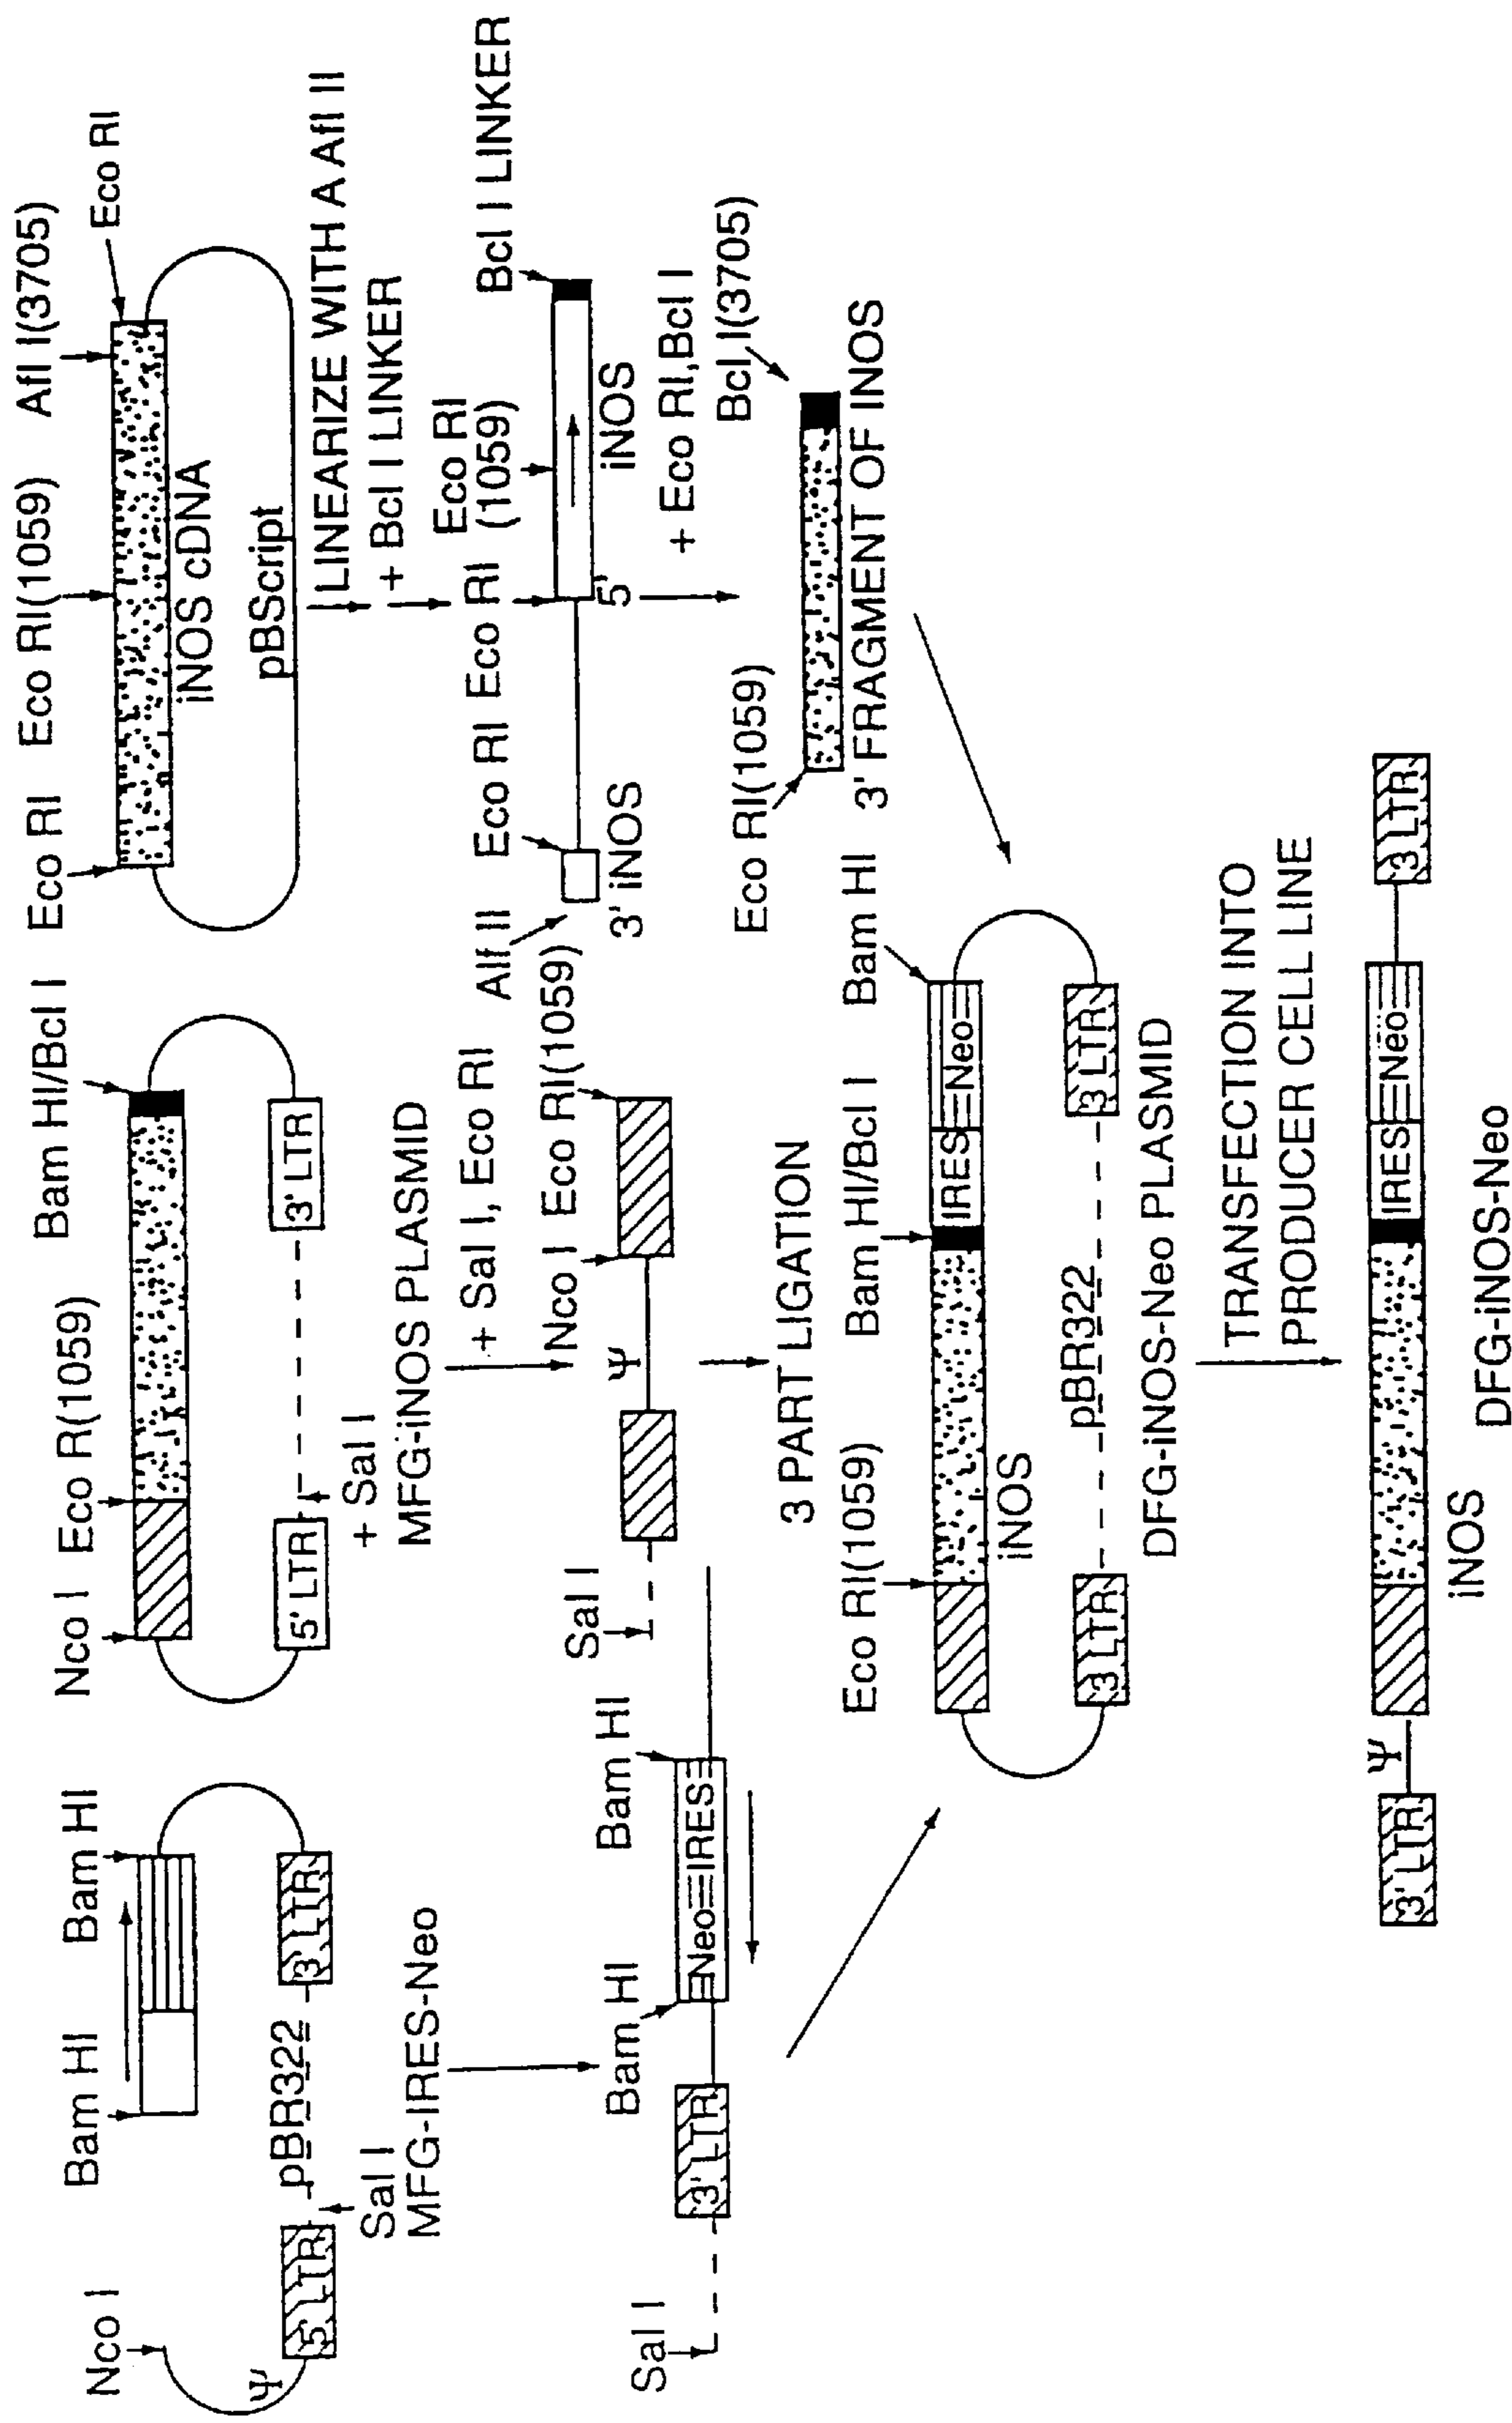 Nco I
Bam HI
Bam HI
Ψ
5' LTR
pBR322
3' LTR
Sal I
MFG-IRES-Neo
Nco I
Eco R(1059)
Bam HI/Bcl I
5' LTR
3' LTR
+ Sal I
MFG-iNOS PLASMID
Eco RI
Eco RI(1059)
Afl I(3705)
Eco RI
iNOS cDNA
pBScript
LINEARIZE WITH A Afl II
+ Bcl I LINKER
+ Sal I, Eco RI
Sal I
3' LTR
Bam HI
Neo
IRES
Bam HI
Sal I
Ψ
Nco I
Eco RI(1059)
Alf II
Eco RI
Eco RI
Eco RI
(1059)
Bcl I LINKER
3' iNOS
5'
iNOS
+ Eco RI,Bcl I
3 PART LIGATION
Eco RI(1059)
Bcl I(3705)
3' FRAGMENT OF INOS
Eco RI(1059)
Bam HI/Bcl I
Bam HI
IRES
Neo
iNOS
3 LTR
pBR322
3 LTR
DFG-iNOS-Neo PLASMID
TRANSFECTION INTO
PRODUCER CELL LINE
3' LTR
Ψ
IRES
Neo
3 LTR
iNOS
DFG-iNOS-Neo